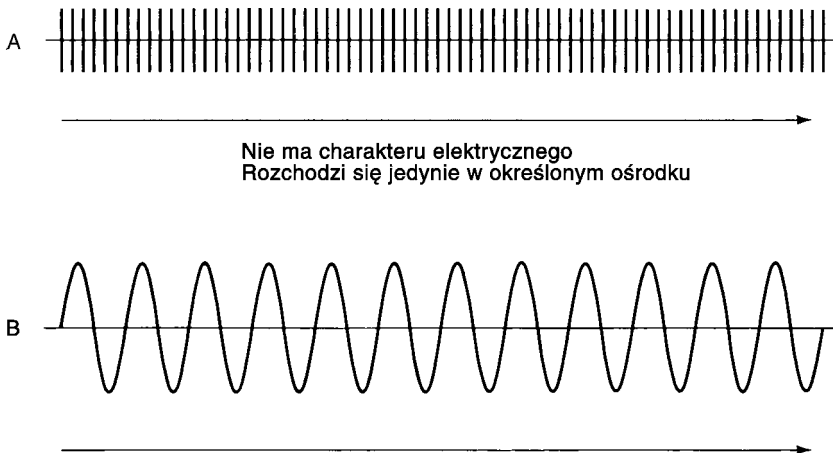 A
Nie ma charakteru elektrycznego
Rozchodzi się jedynie w określonym ośrodku
B